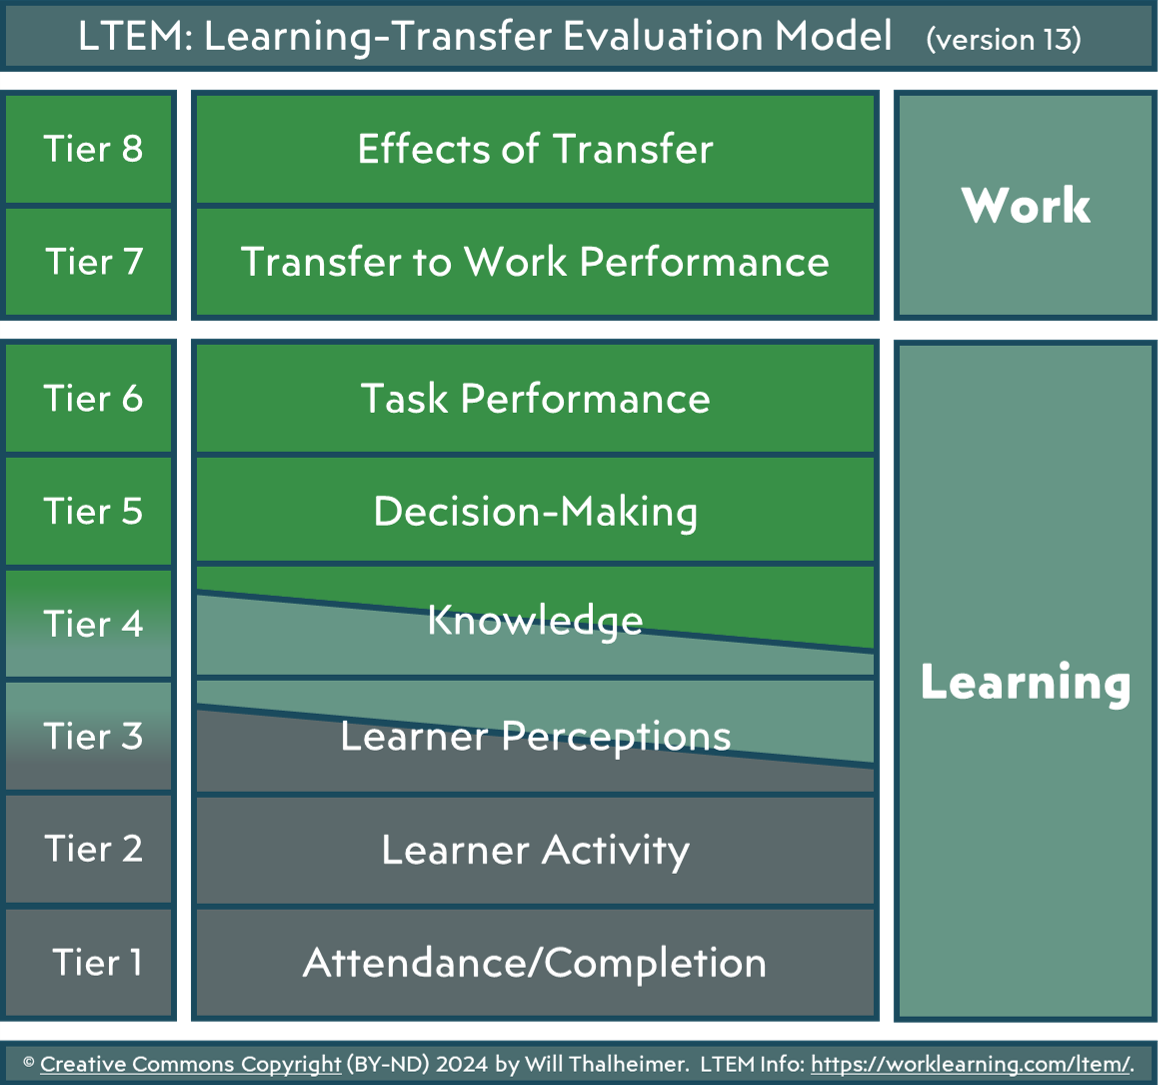 LTEM: Learning-Transfer Evaluation Model (version 13)
Tier 8 Effects of Transfer
Work
Tier 7 Transfer to Work Performance
Tier 6 Task Performance
Tier 5 Decision-Making
Tier 4 Knowledge
Learning
Tier 3 Learner Perceptions
Tier 2 Learner Activity
Tier 1 Attendance/Completion
© Creative Commons Copyright (BY-ND) 2024 by Will Thalheimer. LTEM Info: https://worklearning.com/ltem/.